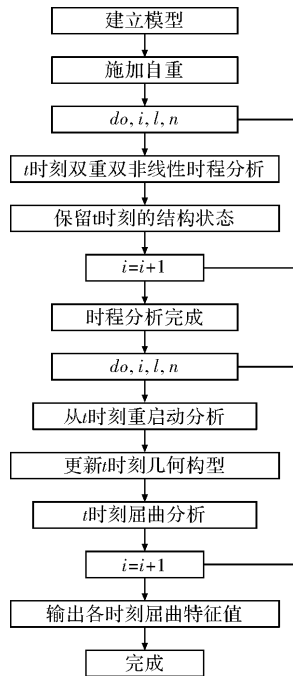 建立模型
施加自重
do, i, l, n
t时刻双重双非线性时程分析
保留t时刻的结构状态
i=i+1
时程分析完成
do, i, l, n
从t时刻重启动分析
更新t时刻几何构型
t时刻屈曲分析
i=i+1
输出各时刻屈曲特征值
完成